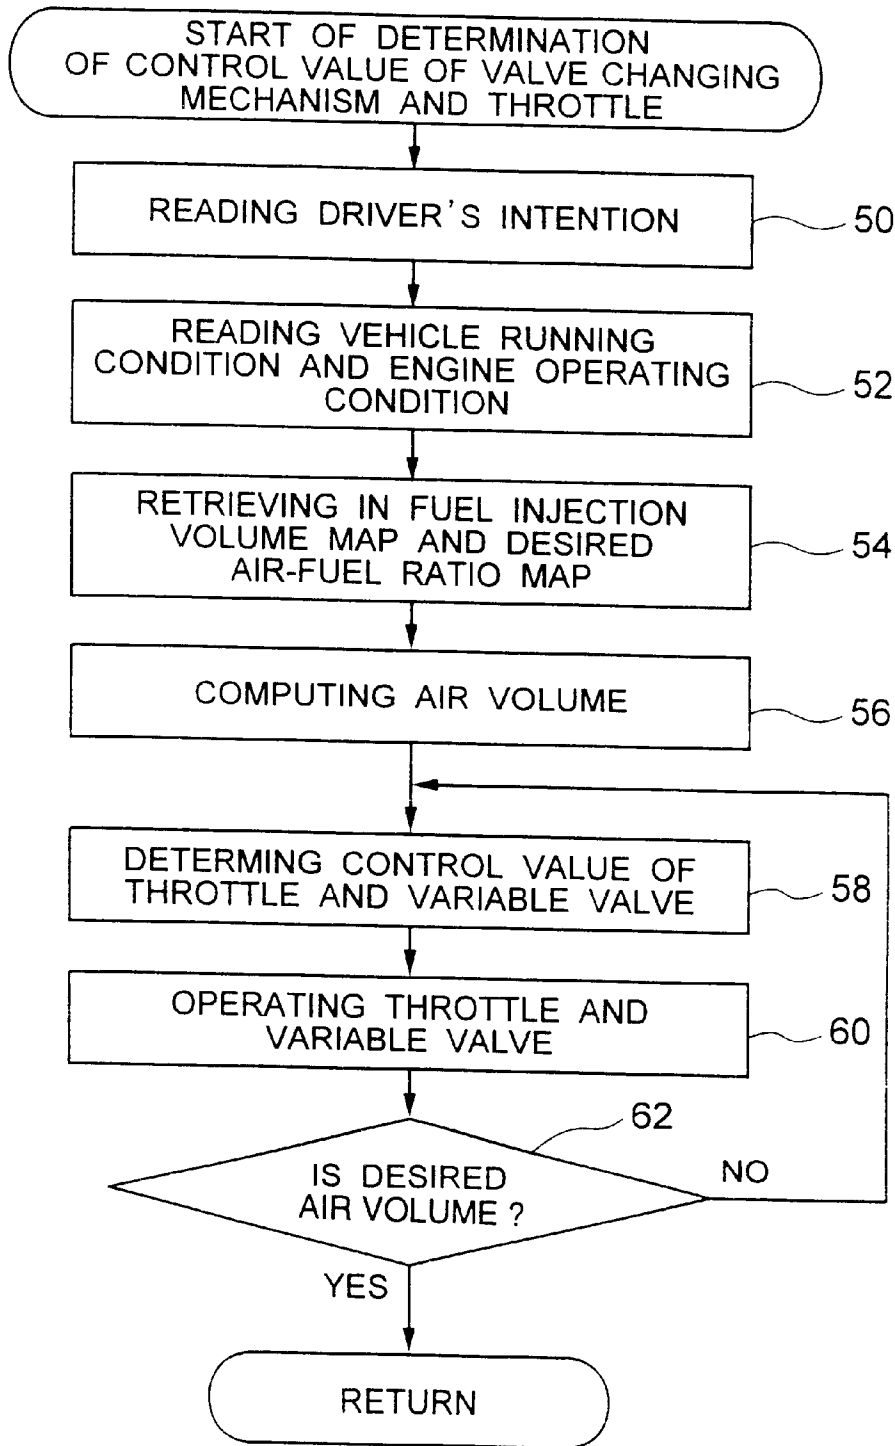 START OF DETERMINATION
OF CONTROL VALUE OF VALVE CHANGING
MECHANISM AND THROTTLE
READING DRIVER'S INTENTION
50
READING VEHICLE RUNNING
CONDITION AND ENGINE OPERATING
CONDITION
52
RETRIEVING IN FUEL INJECTION
VOLUME MAP AND DESIRED
AIR-FUEL RATIO MAP
54
COMPUTING AIR VOLUME
56
DETERMING CONTROL VALUE OF
THROTTLE AND VARIABLE VALVE
58
OPERATING THROTTLE AND
VARIABLE VALVE
60
62
IS DESIRED
AIR VOLUME ?
NO
YES
RETURN